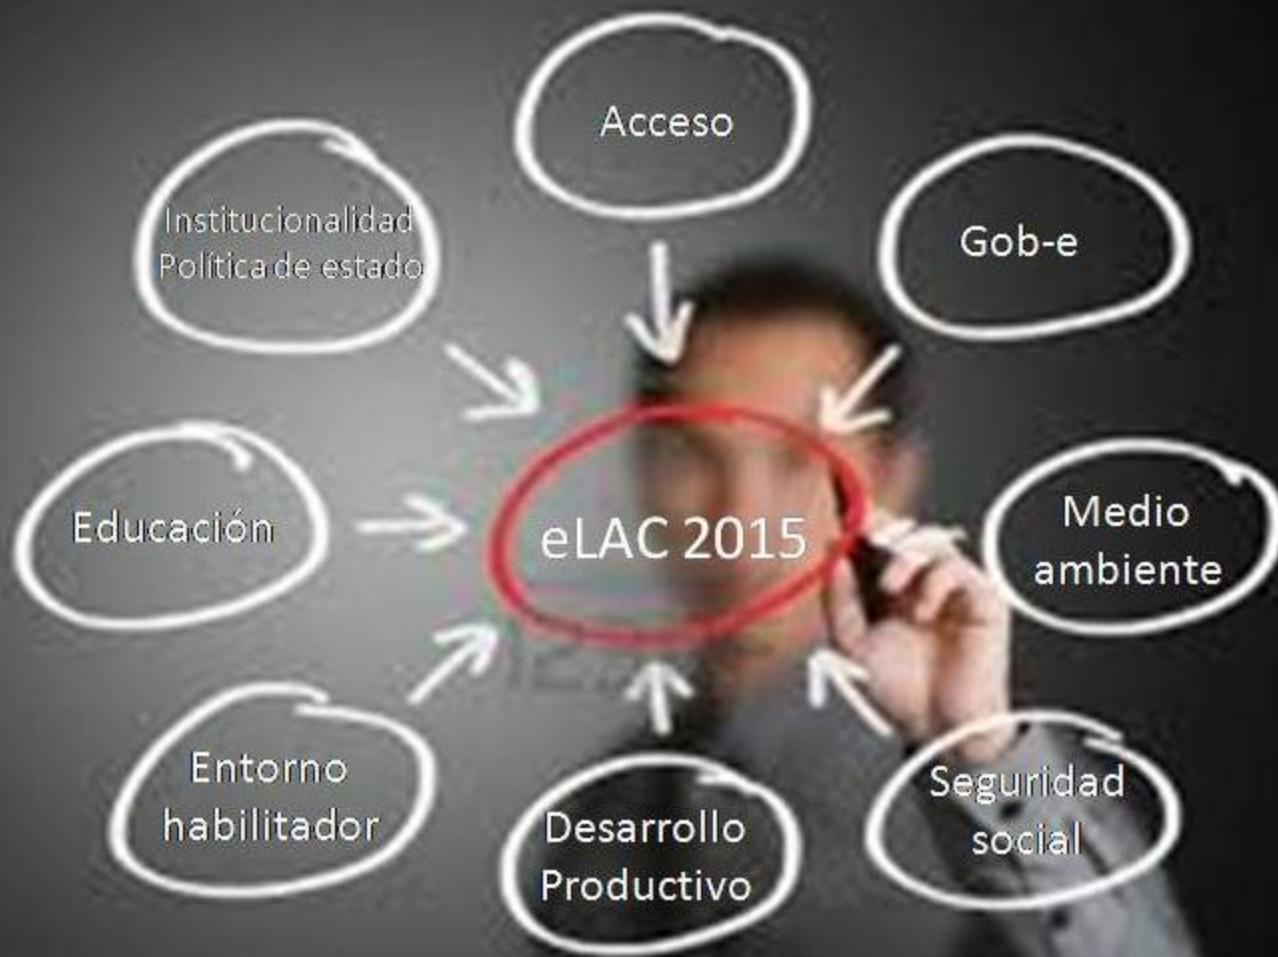 Acceso
Institucionalidad
Política de estado
Gob-e
Educación
eLAC 2015
Medio
ambiente
Entorno
habilitador
Desarrollo
Productivo
Seguridad
social